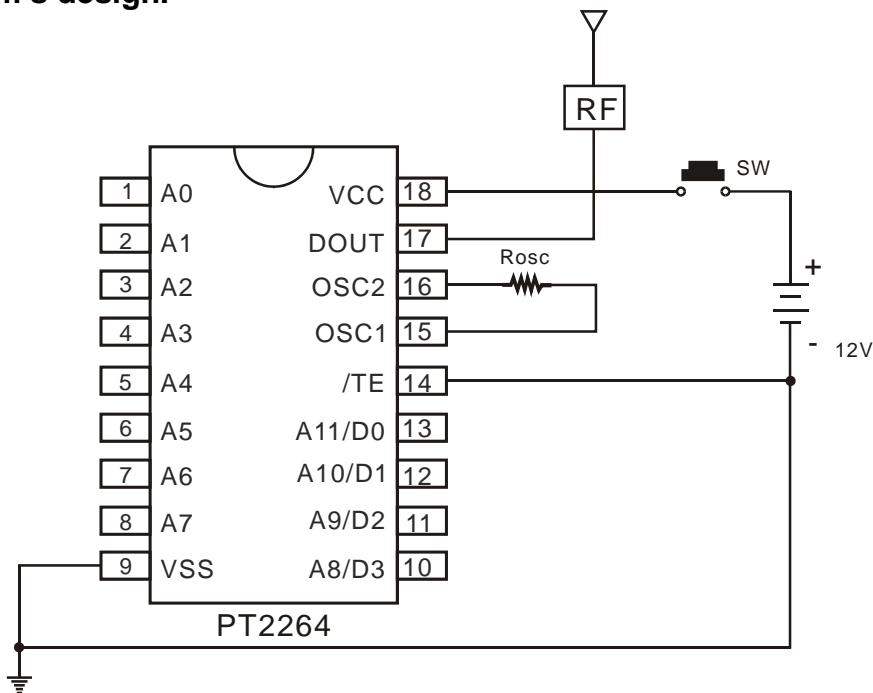 SW
RF
1 A0 VCC 18
2 A1 DOUT 17
Rosc
3 A2 OSC2 16
+
4 A3 OSC1 15
- 12V
5 A4 /TE 14
6 A5 A11/D0 13
7 A6 A10/D1 12
8 A7 A9/D2 11
9 VSS A8/D3 10
PT2264